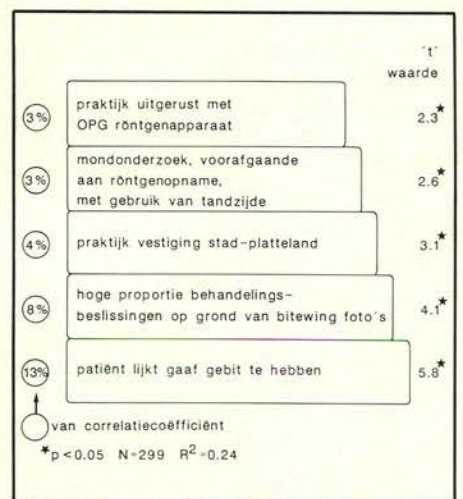 't'
waarde
3% praktijk uitgerust met
OPG röntgenapparaat 2.3*
3% mondonderzoek, voorafgaande
aan röntgenopname, 2.6*
met gebruik van tandzijde
4% praktijk vestiging stad-platteland 3.1*
8% hoge proportie behandelings-
beslissingen op grond van bitewing foto's 4.1*
13% patiënt lijkt gaaf gebit te hebben 5.8*
van correlatiecoëfficiënt
*p<0.05 N=299 R²=0.24